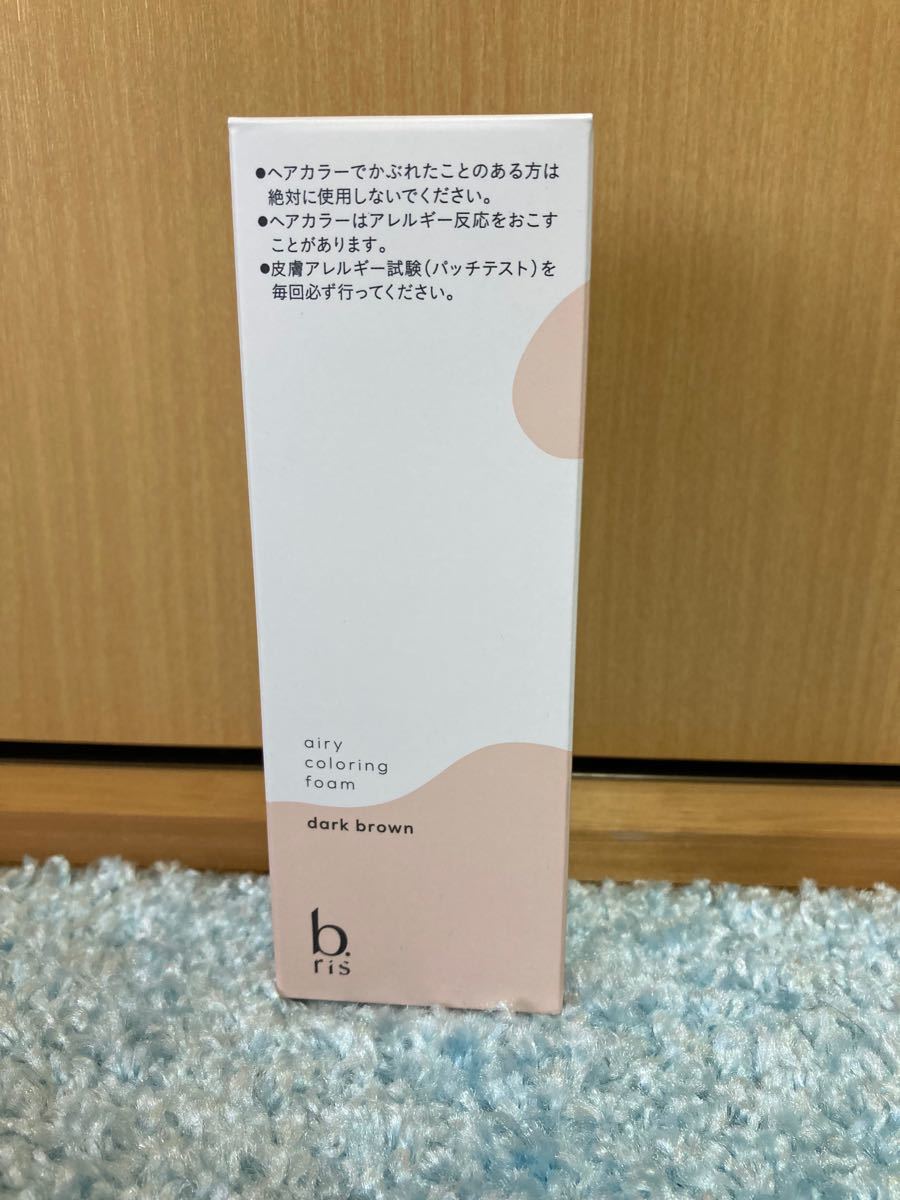 ●ヘアカラーでかぶれたことのある方は
絶対に使用しないでください。
●ヘアカラーはアレルギー反応をおこす
ことがあります。
●皮膚アレルギー試験(パッチテスト)を
毎回必ず行ってください。
airy
coloring
foam
dark brown
b.
ris